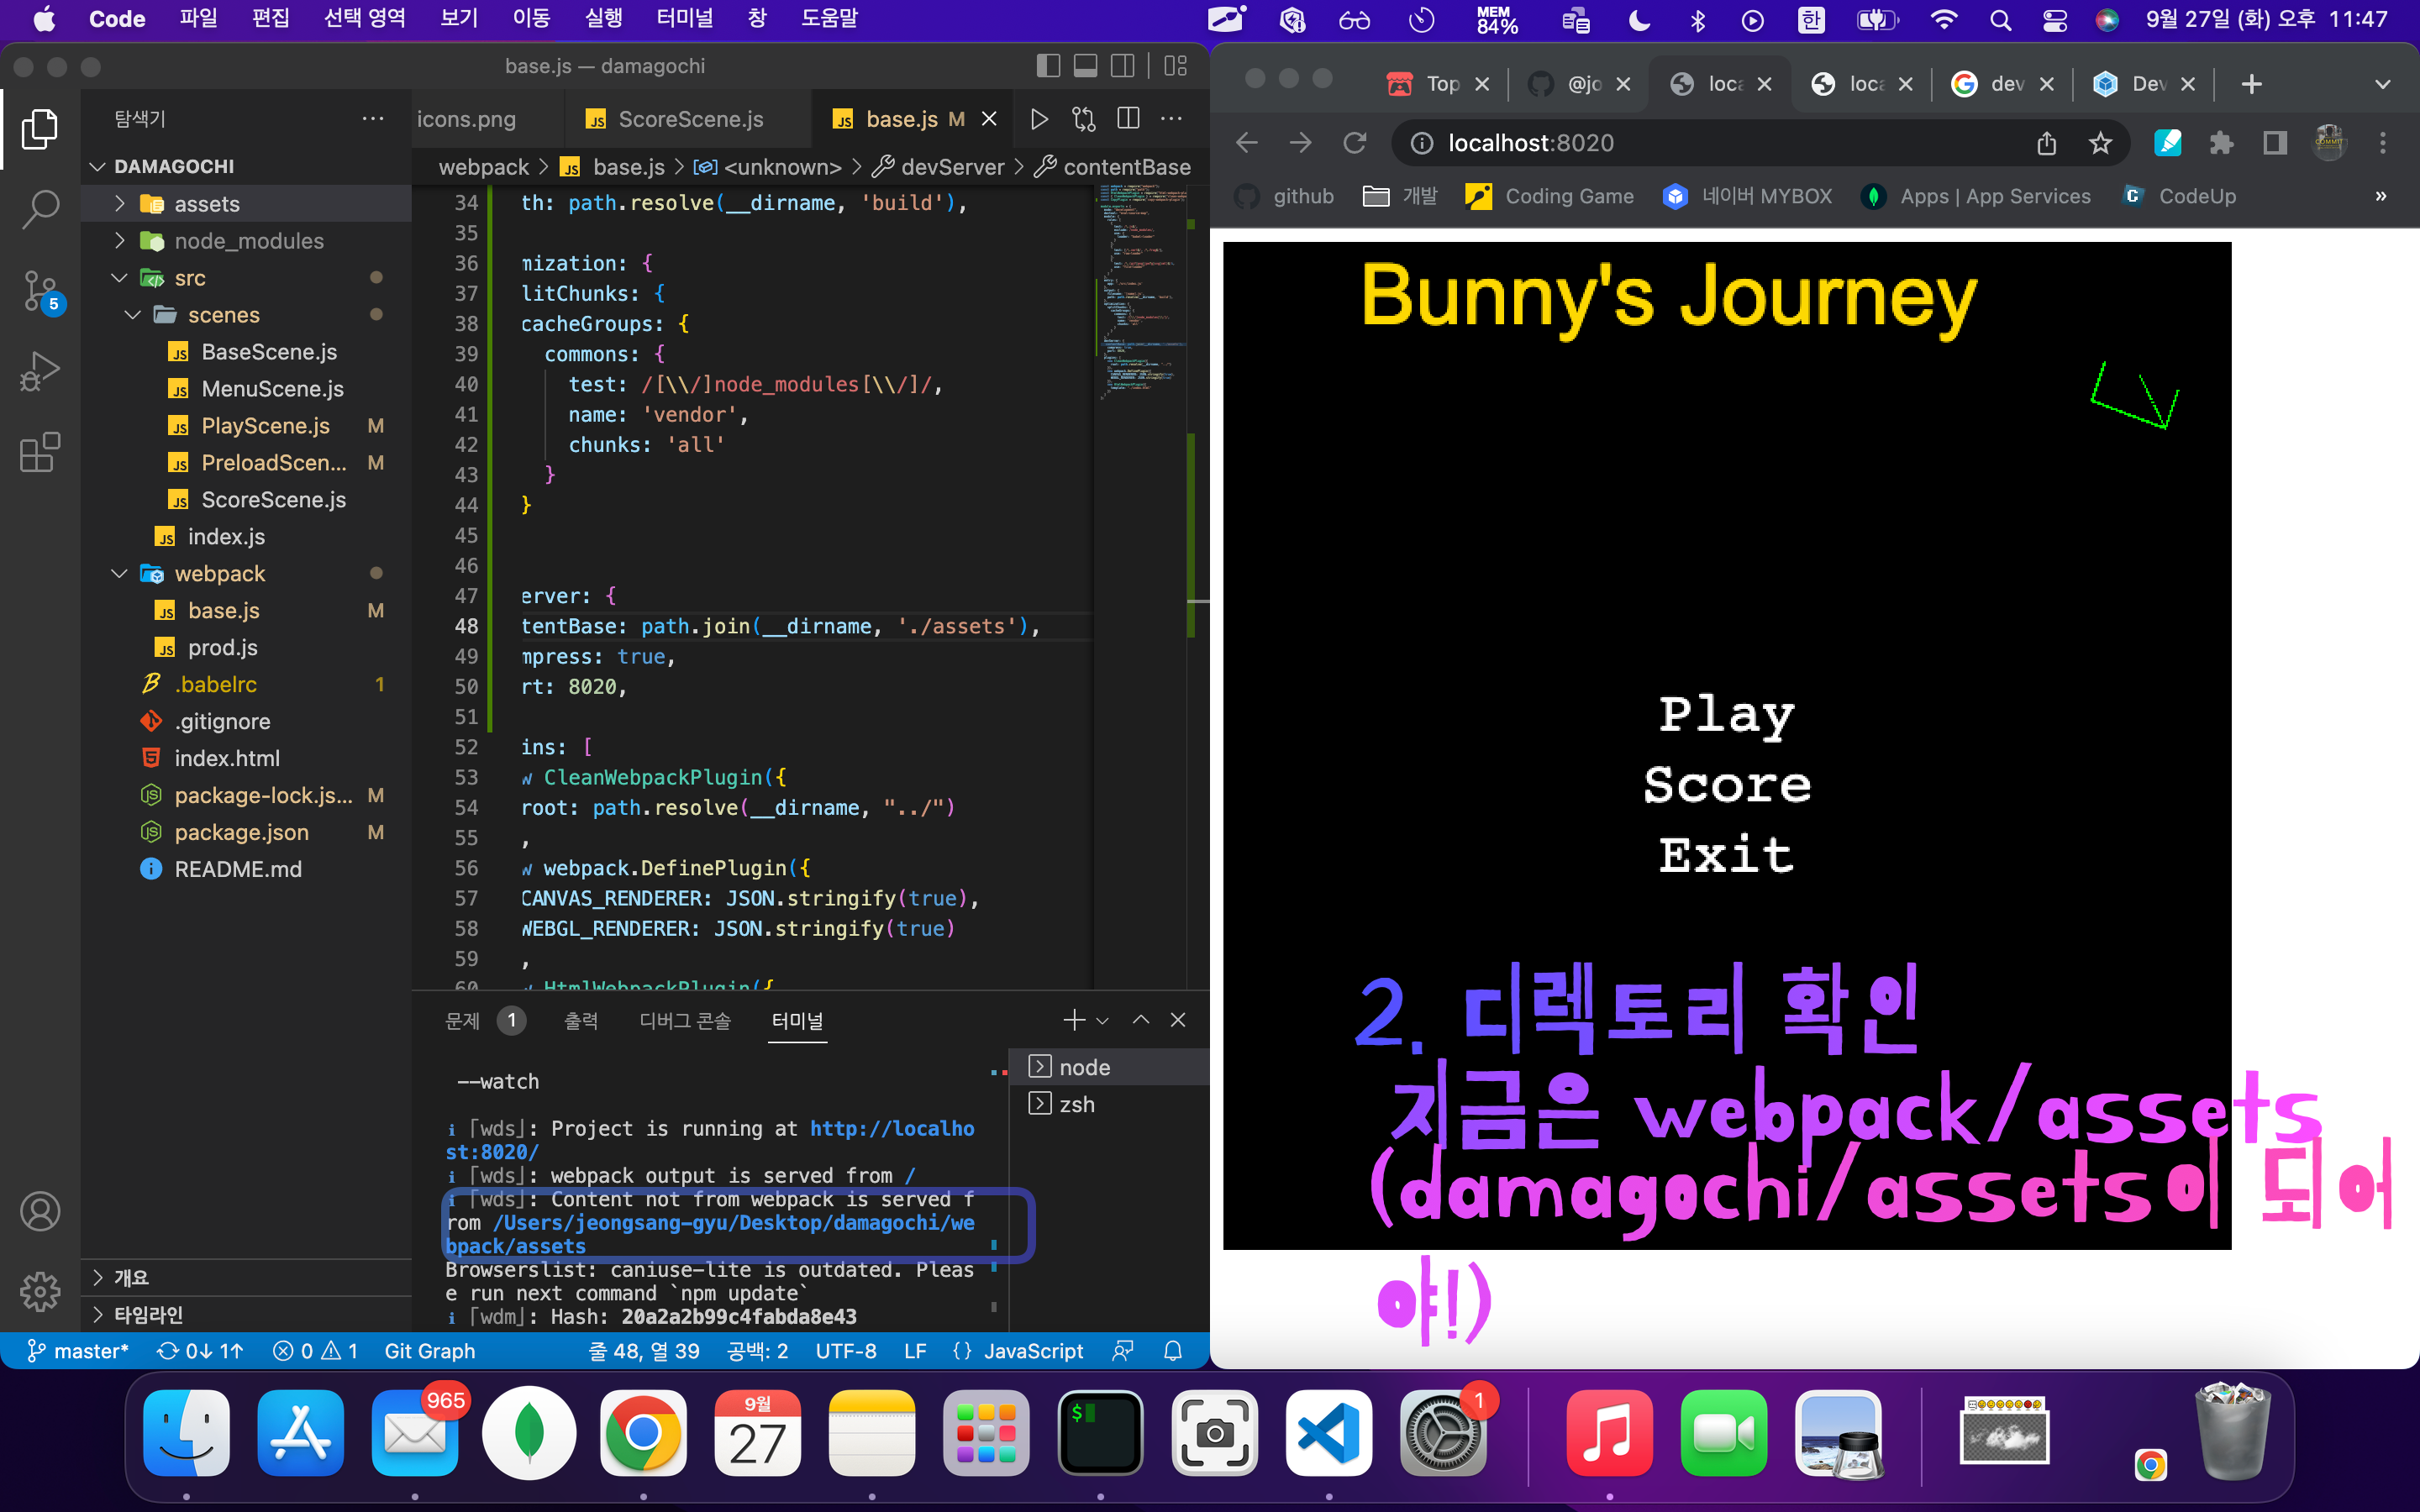 Code 파일 편집 선택 영역 보기 이동 실행 터미널 창 도움말 MEM 84% 한 9월 27일 (화) 오후 11:47
base.js — damagochi
탐색기
DAMAGOCHI
assets
node_modules
src
scenes
BaseScene.js
MenuScene.js
PlayScene.js M
PreloadScen... M
ScoreScene.js
index.js
webpack
base.js M
prod.js
.babelrc 1
.gitignore
index.html
package-lock.js... M
package.json M
README.md
개요
타임라인
5
icons.png ScoreScene.js base.js M
webpack > base.js > <unknown> > devServer > contentBase
34 th: path.resolve(__dirname, 'build'),
35
36 mization: {
37 litChunks: {
38 cacheGroups: {
39 commons: {
40 test: /[\\/]node_modules[\\/]/,
41 name: 'vendor',
42 chunks: 'all'
43 }
44 }
45
46
47 erver: {
48 tentBase: path.join(__dirname, './assets'),
49 mpress: true,
50 rt: 8020,
51
52 ins: [
53 w CleanWebpackPlugin({
54 root: path.resolve(__dirname, "../")
55 ,
56 w webpack.DefinePlugin({
57 CANVAS_RENDERER: JSON.stringify(true),
58 WEBGL_RENDERER: JSON.stringify(true)
59 ,
60 w HtmlWebpackPlugin({
문제 1 출력 디버그 콘솔 터미널
--watch
i ｢wds｣: Project is running at http://localho
st:8020/
i ｢wds｣: webpack output is served from /
i ｢wds｣: Content not from webpack is served f
rom /Users/jeongsang-gyu/Desktop/damagochi/we
bpack/assets
Browserslist: caniuse-lite is outdated. Pleas
e run next command `npm update`
i ｢wdm｣: Hash: 20a2a2b99c4fabda8e43
node
zsh
master* 0↓ 1↑ 0 1 Git Graph 줄 48, 열 39 공백: 2 UTF-8 LF {} JavaScript
Top @jo loca loca dev Dev
localhost:8020
github 개발 Coding Game 네이버 MYBOX Apps | App Services CodeUp »
Bunny's Journey
Play
Score
Exit
2. 디렉토리 확인
지금은 webpack/assets
(damagochi/assets이 되어
야!)
965
9월
27
1